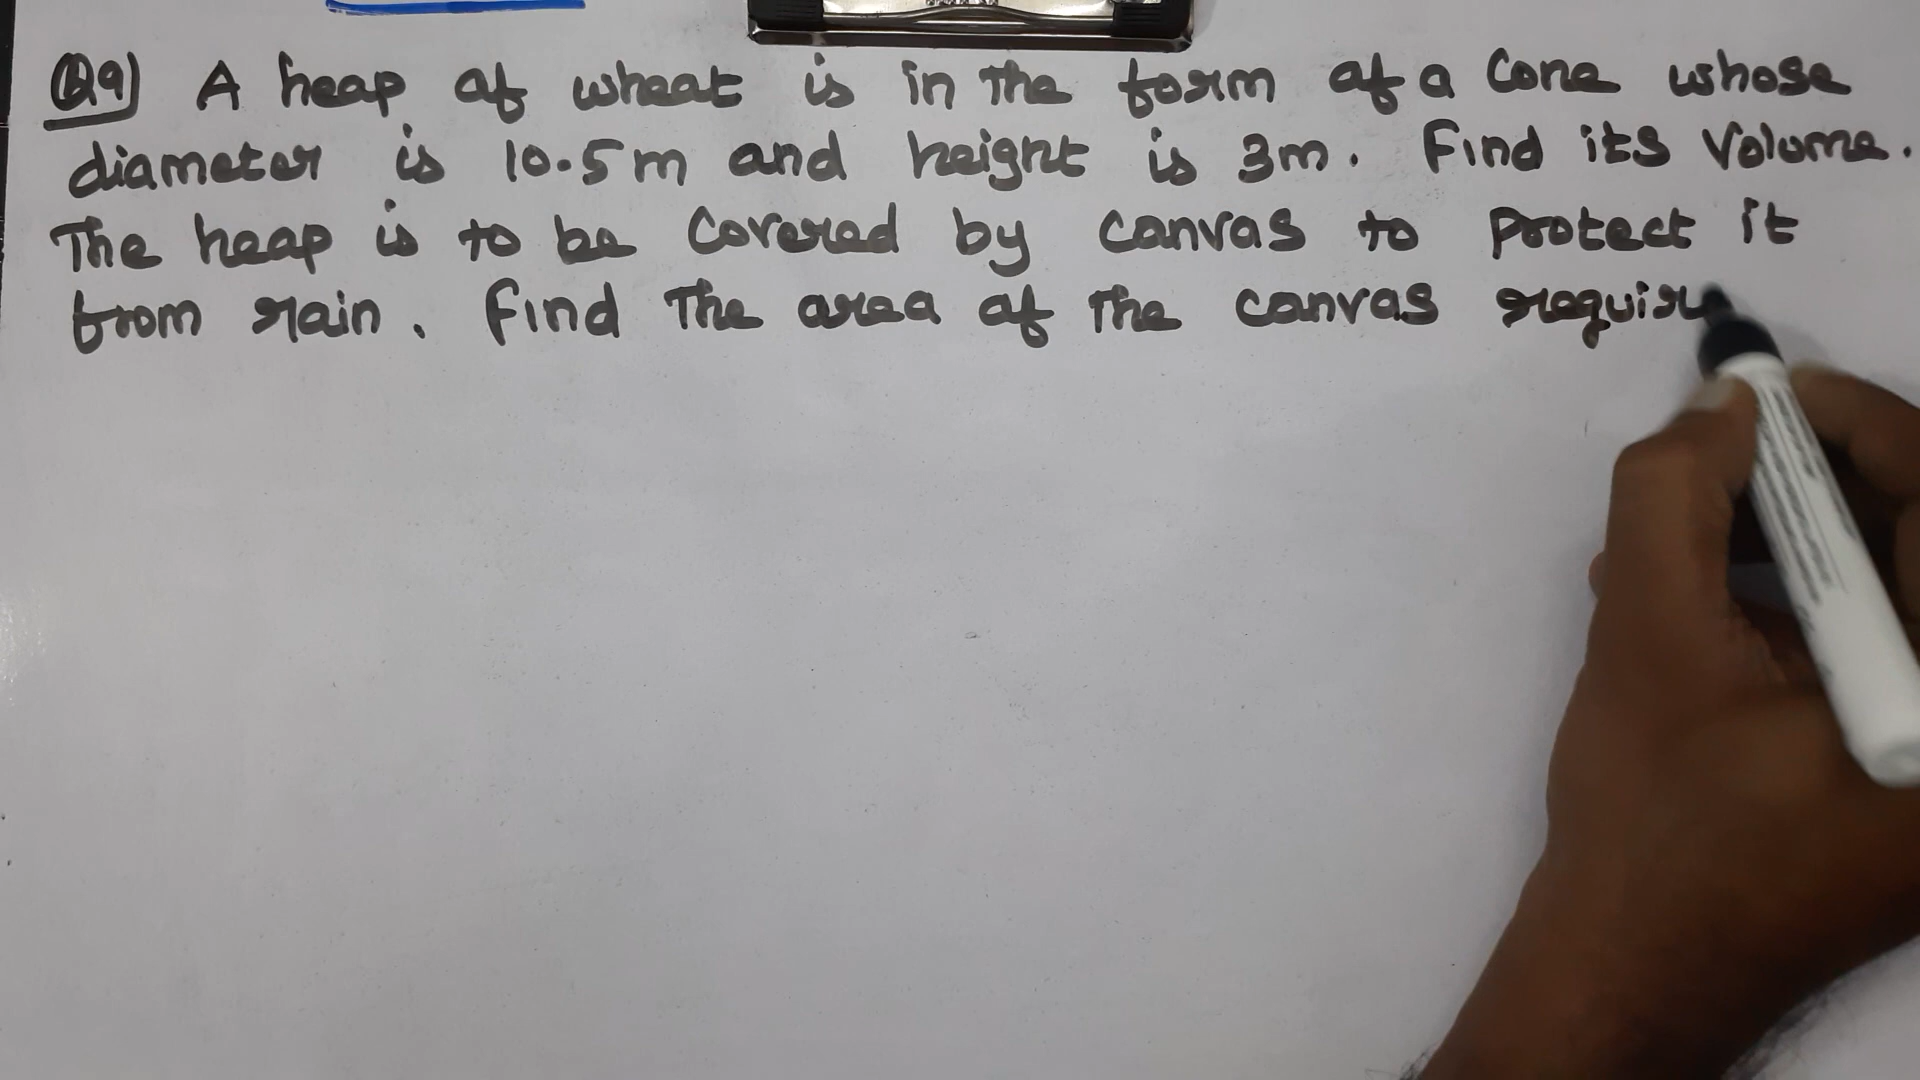 Q9) A heap of wheat is in the form of a cone whose
diameter is 10.5m and height is 3m. Find its Volume.
The heap is to be covered by canvas to protect it
from rain. Find the area of the canvas requir